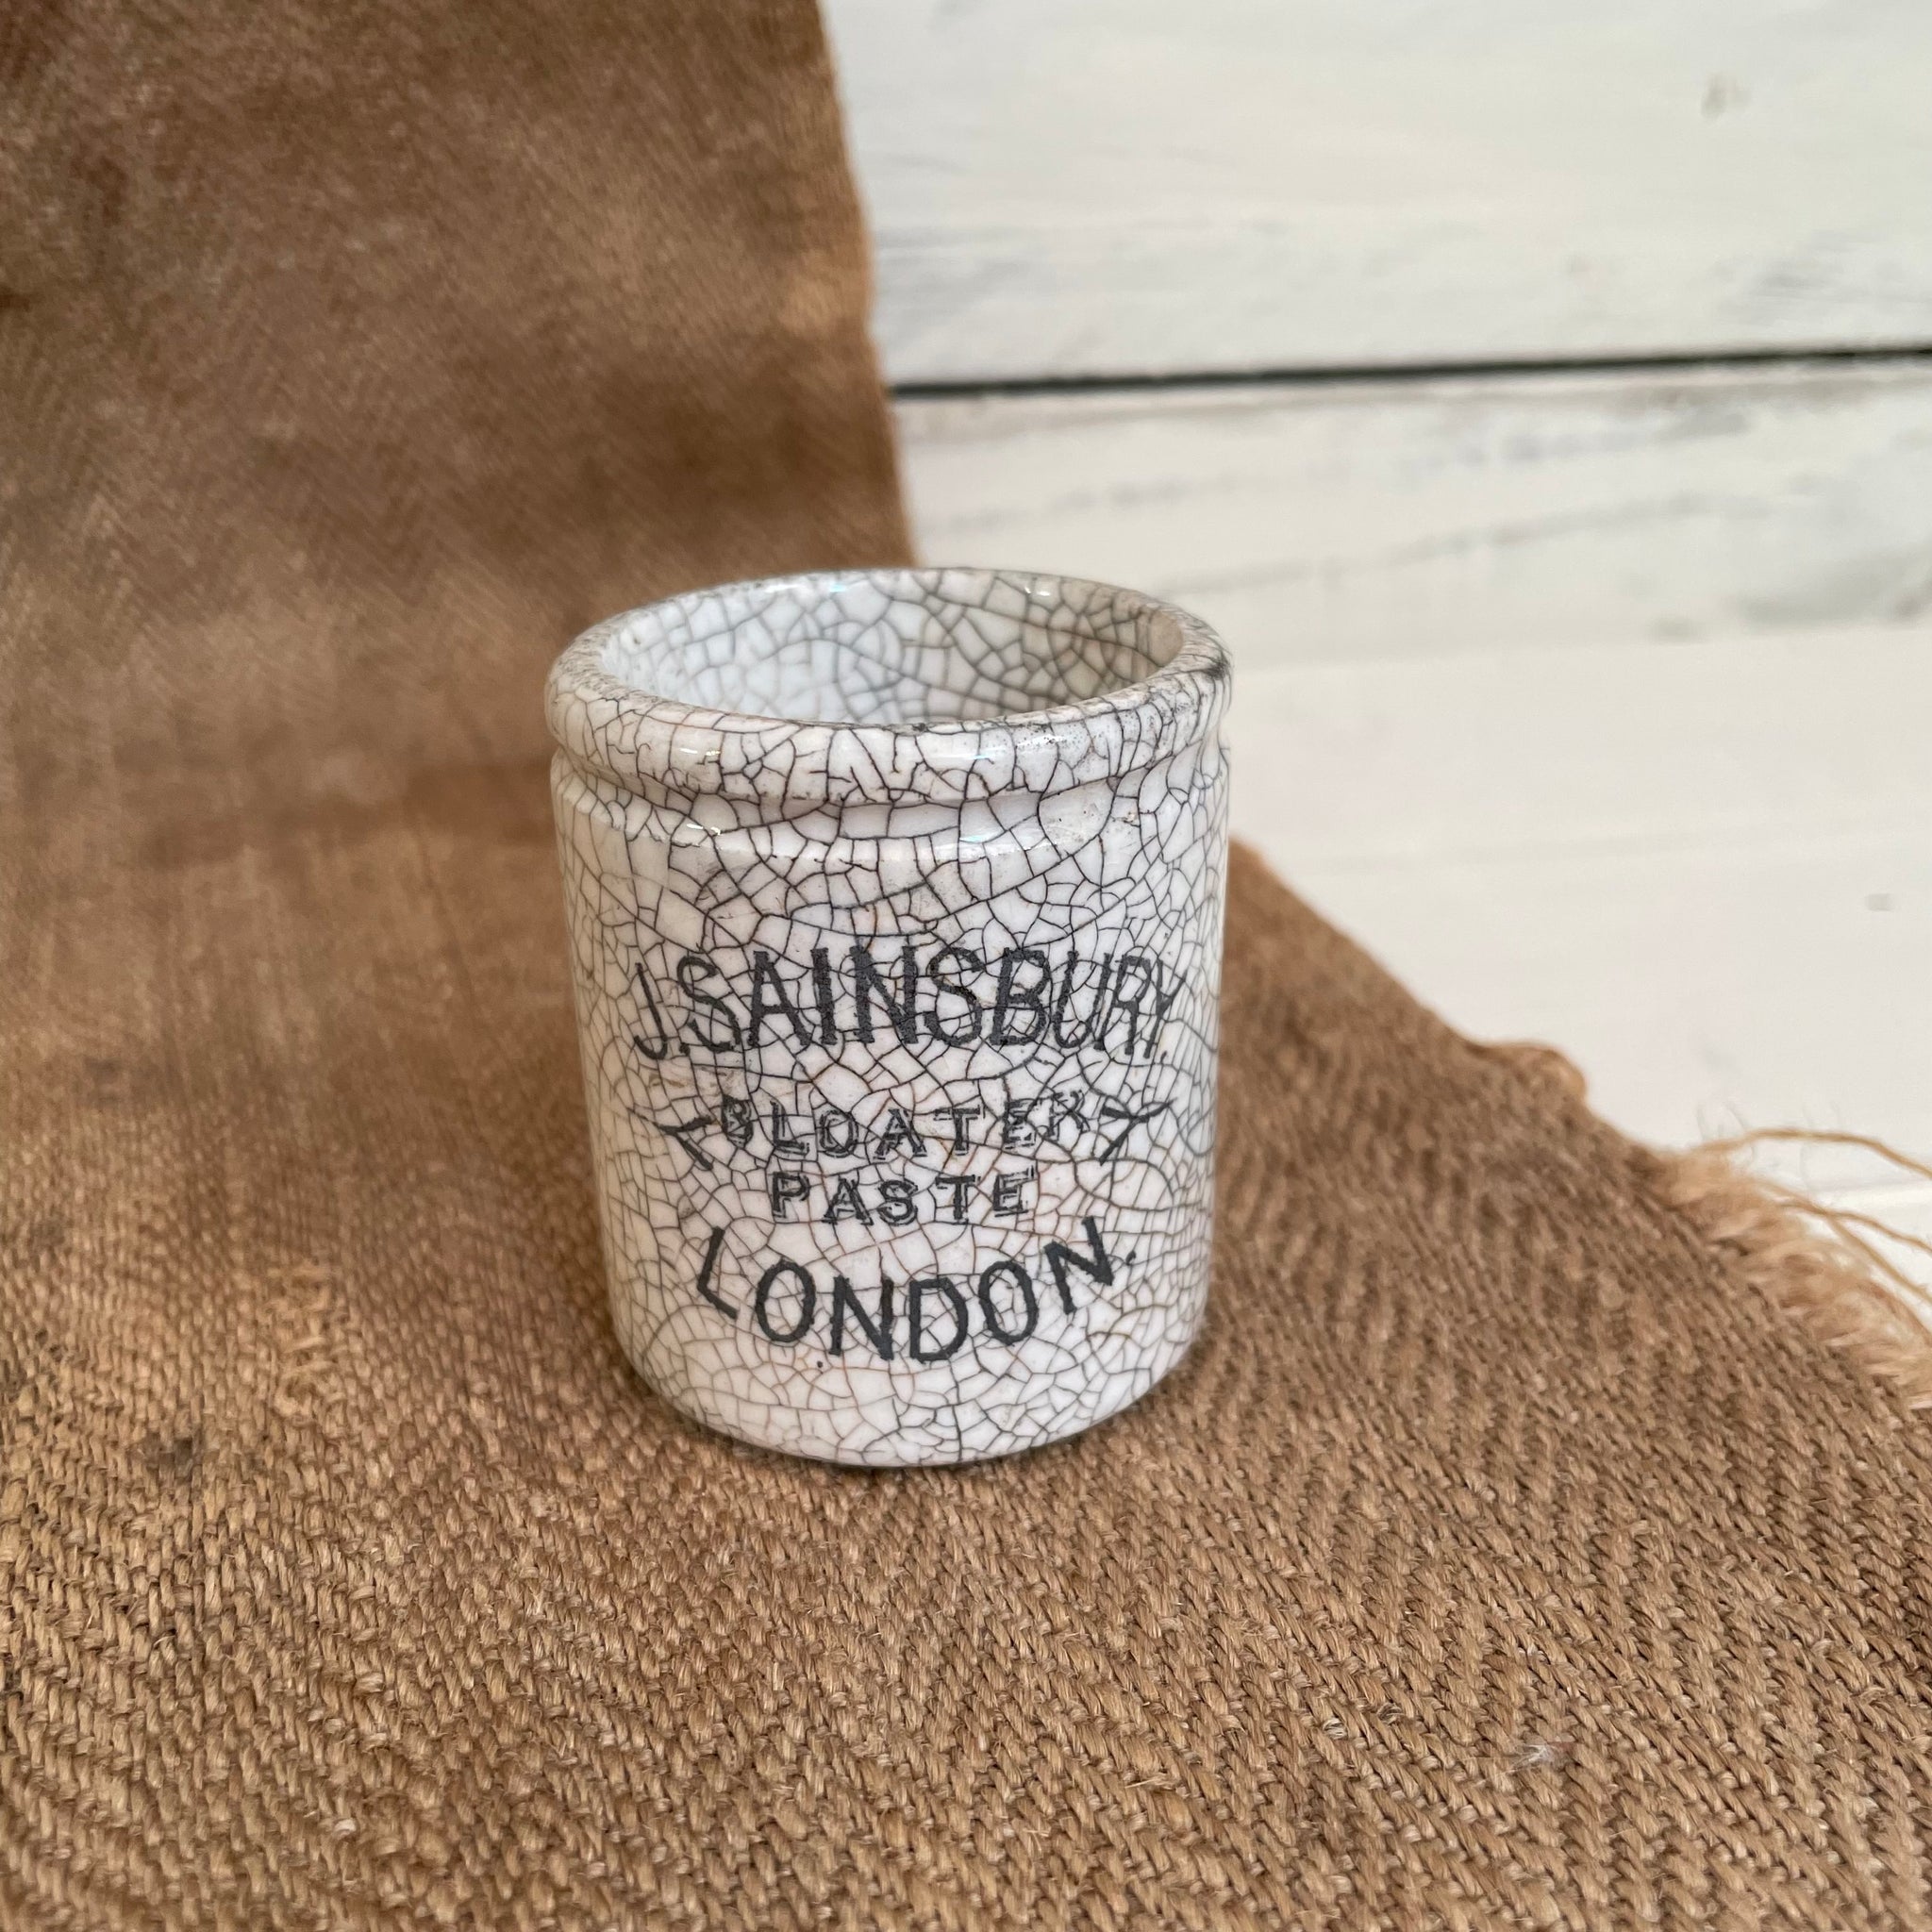 J. SAINSBURY,
BLOATER
PASTE
LONDON.